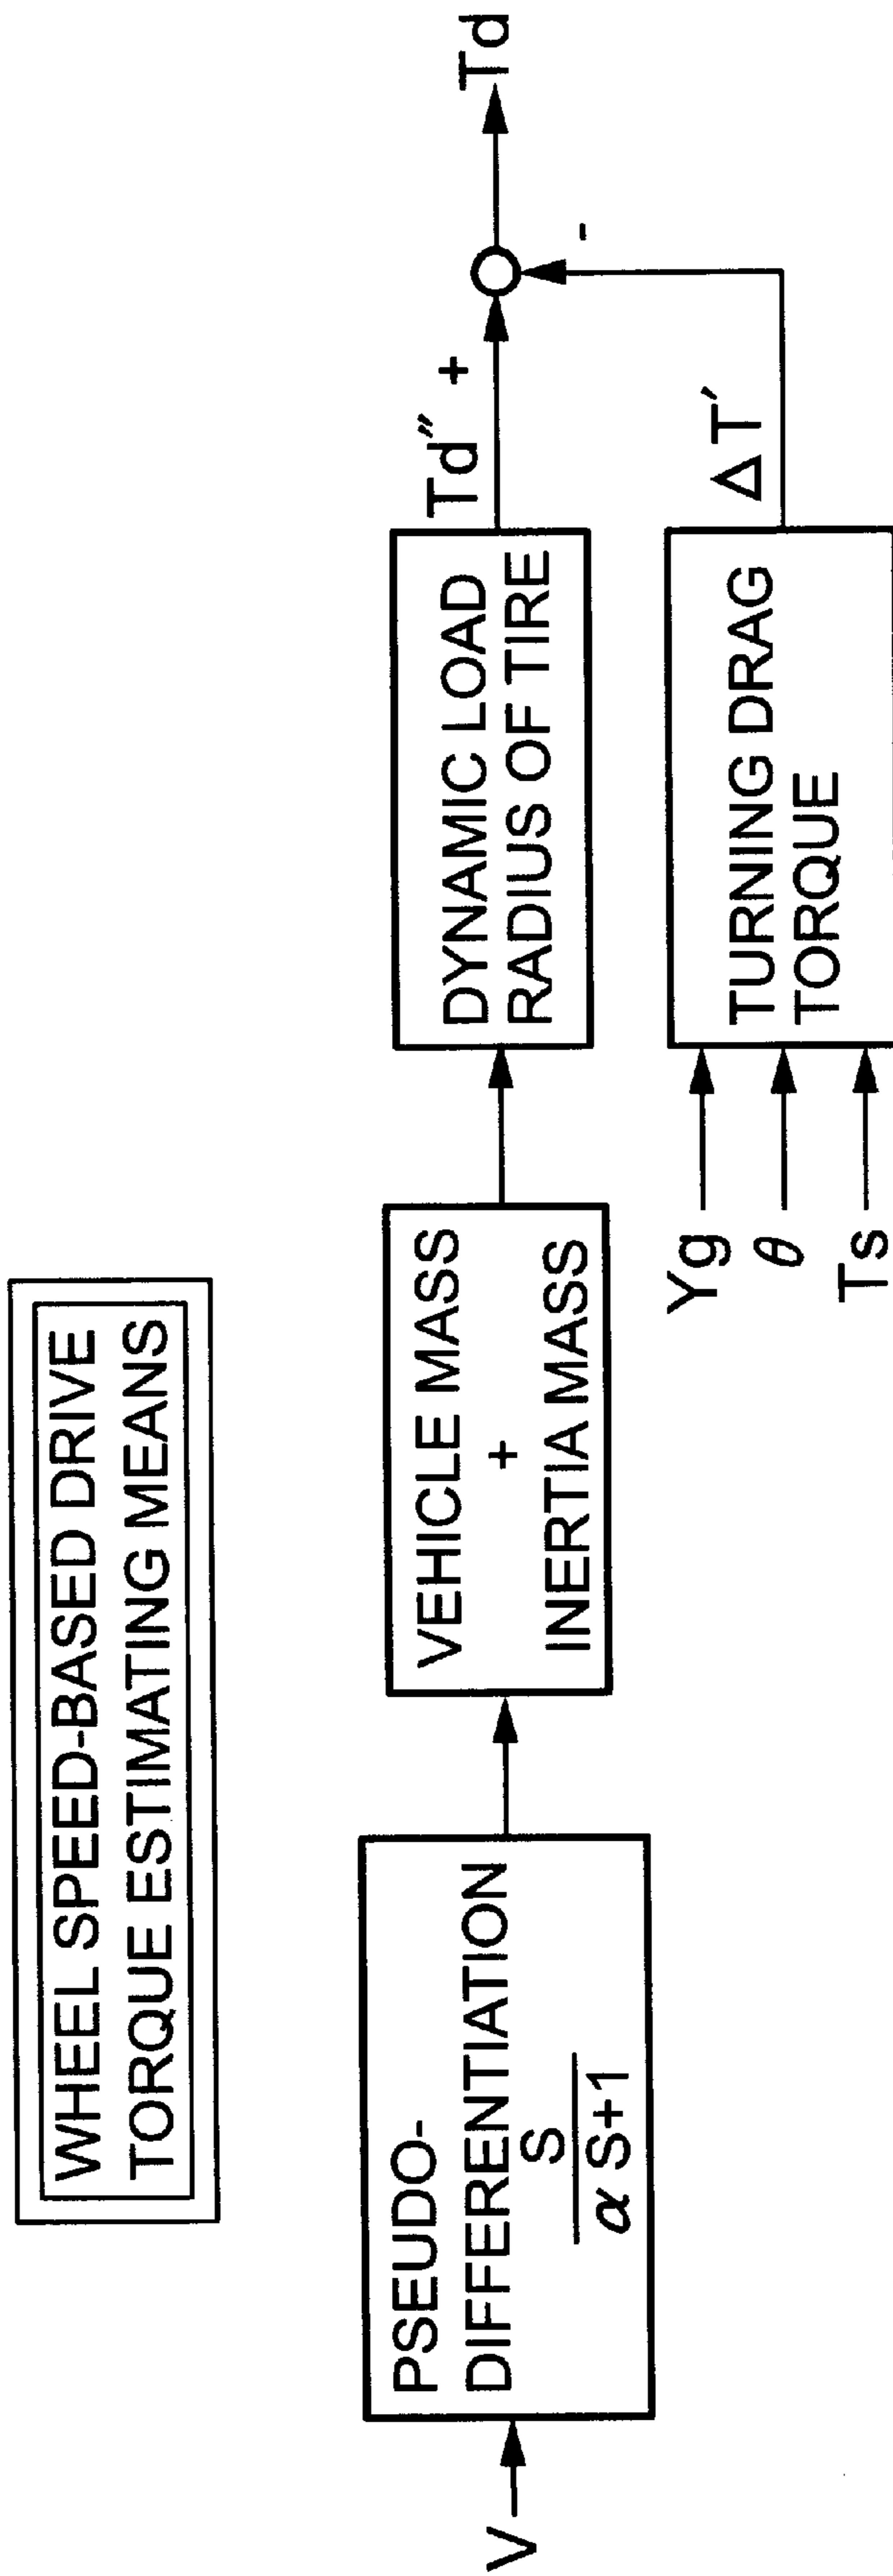 WHEEL SPEED-BASED DRIVE
TORQUE ESTIMATING MEANS
V
PSEUDO-
DIFFERENTIATION
S
α S+1
VEHICLE MASS
+
INERTIA MASS
DYNAMIC LOAD
RADIUS OF TIRE
Td″ +
Td
-
Yg
θ
Ts
TURNING DRAG
TORQUE
Δ T′